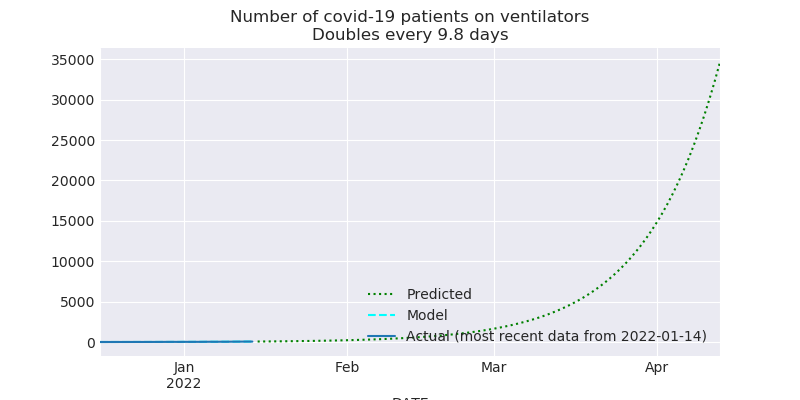 Number of covid-19 patients on ventilators
Doubles every 9.8 days
35000
30000
25000
20000
15000
10000
5000
0
Predicted
Model
Actual (most recent data from 2022-01-14)
Jan
2022
Feb
Mar
Apr
DATE